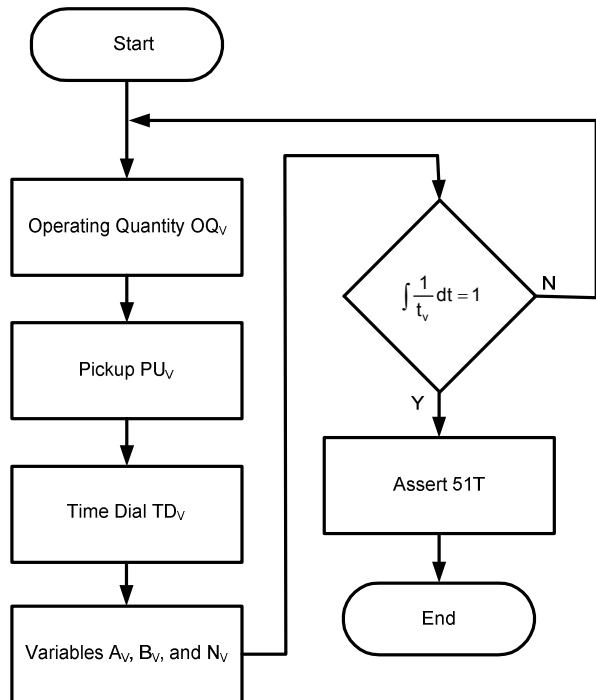 Start
Operating Quantity OQV
Pickup PUV
Time Dial TDV
Variables AV, BV, and NV
∫ 1/tv dt = 1
N
Y
Assert 51T
End